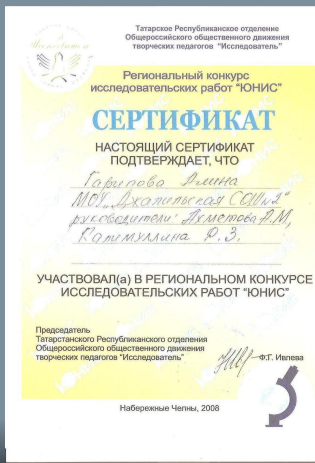 Татарское Республиканское отделение
Общероссийского общественного движения
творческих педагогов "Исследователь"
Региональный конкурс
исследовательских работ "ЮНИС"
СЕРТИФИКАТ
НАСТОЯЩИЙ СЕРТИФИКАТ
ПОДТВЕРЖДАЕТ, ЧТО
Гарипова Алина
МОУ "Джалильская СОШ №2"
руководители: Ахметова А.М,
Ф.З.
УЧАСТВОВАЛ(а) В РЕГИОНАЛЬНОМ КОНКУРСЕ
ИССЛЕДОВАТЕЛЬСКИХ РАБОТ "ЮНИС"
Председатель
Татарстанского Республиканского отделения
Общероссийского общественного движения
творческих педагогов "Исследователь"
Ф.Г. Ивлева
Набережные Челны, 2008